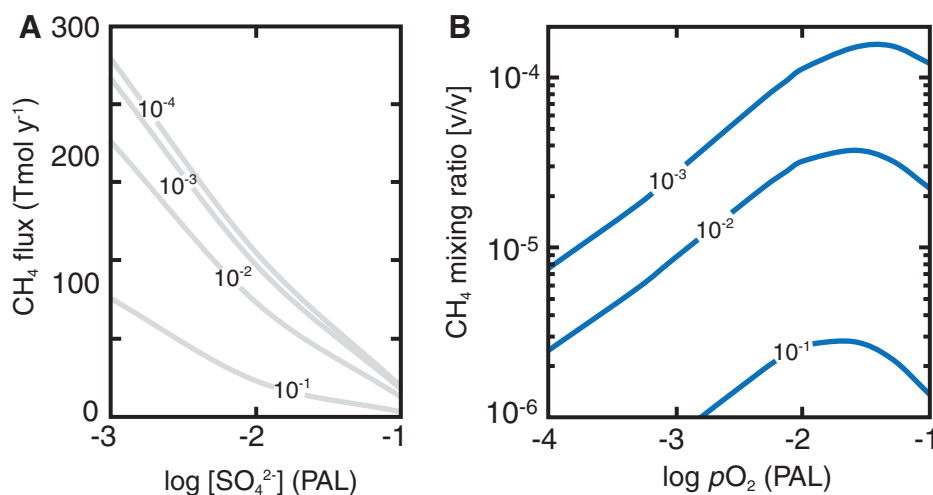 A
300
200
100
0
CH₄ flux (Tmol y⁻¹)
10⁻⁴
10⁻³
10⁻²
10⁻¹
-3 -2 -1
log [SO₄²⁻] (PAL)
B
10⁻⁴
10⁻⁵
10⁻⁶
CH₄ mixing ratio [v/v]
10⁻³
10⁻²
10⁻¹
-4 -3 -2 -1
log pO₂ (PAL)